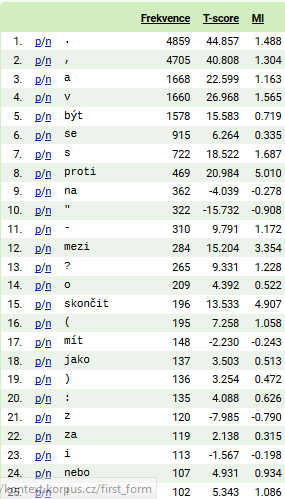 Frekvence T-score MI
1. p/n . 4859 44.857 1.488
2. p/n , 4705 40.808 1.304
3. p/n a 1668 22.599 1.163
4. p/n v 1660 26.968 1.565
5. p/n být 1578 15.583 0.719
6. p/n se 915 6.264 0.335
7. p/n s 722 18.522 1.687
8. p/n proti 469 20.984 5.010
9. p/n na 362 -4.039 -0.278
10. p/n " 322 -15.732 -0.908
11. p/n - 310 9.791 1.172
12. p/n mezi 284 15.204 3.354
13. p/n ? 265 9.331 1.228
14. p/n o 209 4.392 0.522
15. p/n skončit 196 13.533 4.907
16. p/n ( 195 7.258 1.058
17. p/n mít 148 -2.230 -0.243
18. p/n jako 137 3.503 0.513
19. p/n ) 136 3.254 0.472
20. p/n : 135 4.088 0.626
21. p/n z 120 -7.985 -0.790
22. p/n za 119 2.138 0.315
23. p/n i 113 -1.567 -0.198
24. p/n nebo 107 4.931 0.934
/kontext.korpus.cz/first_form
25. p/n 102 5.343 1.086